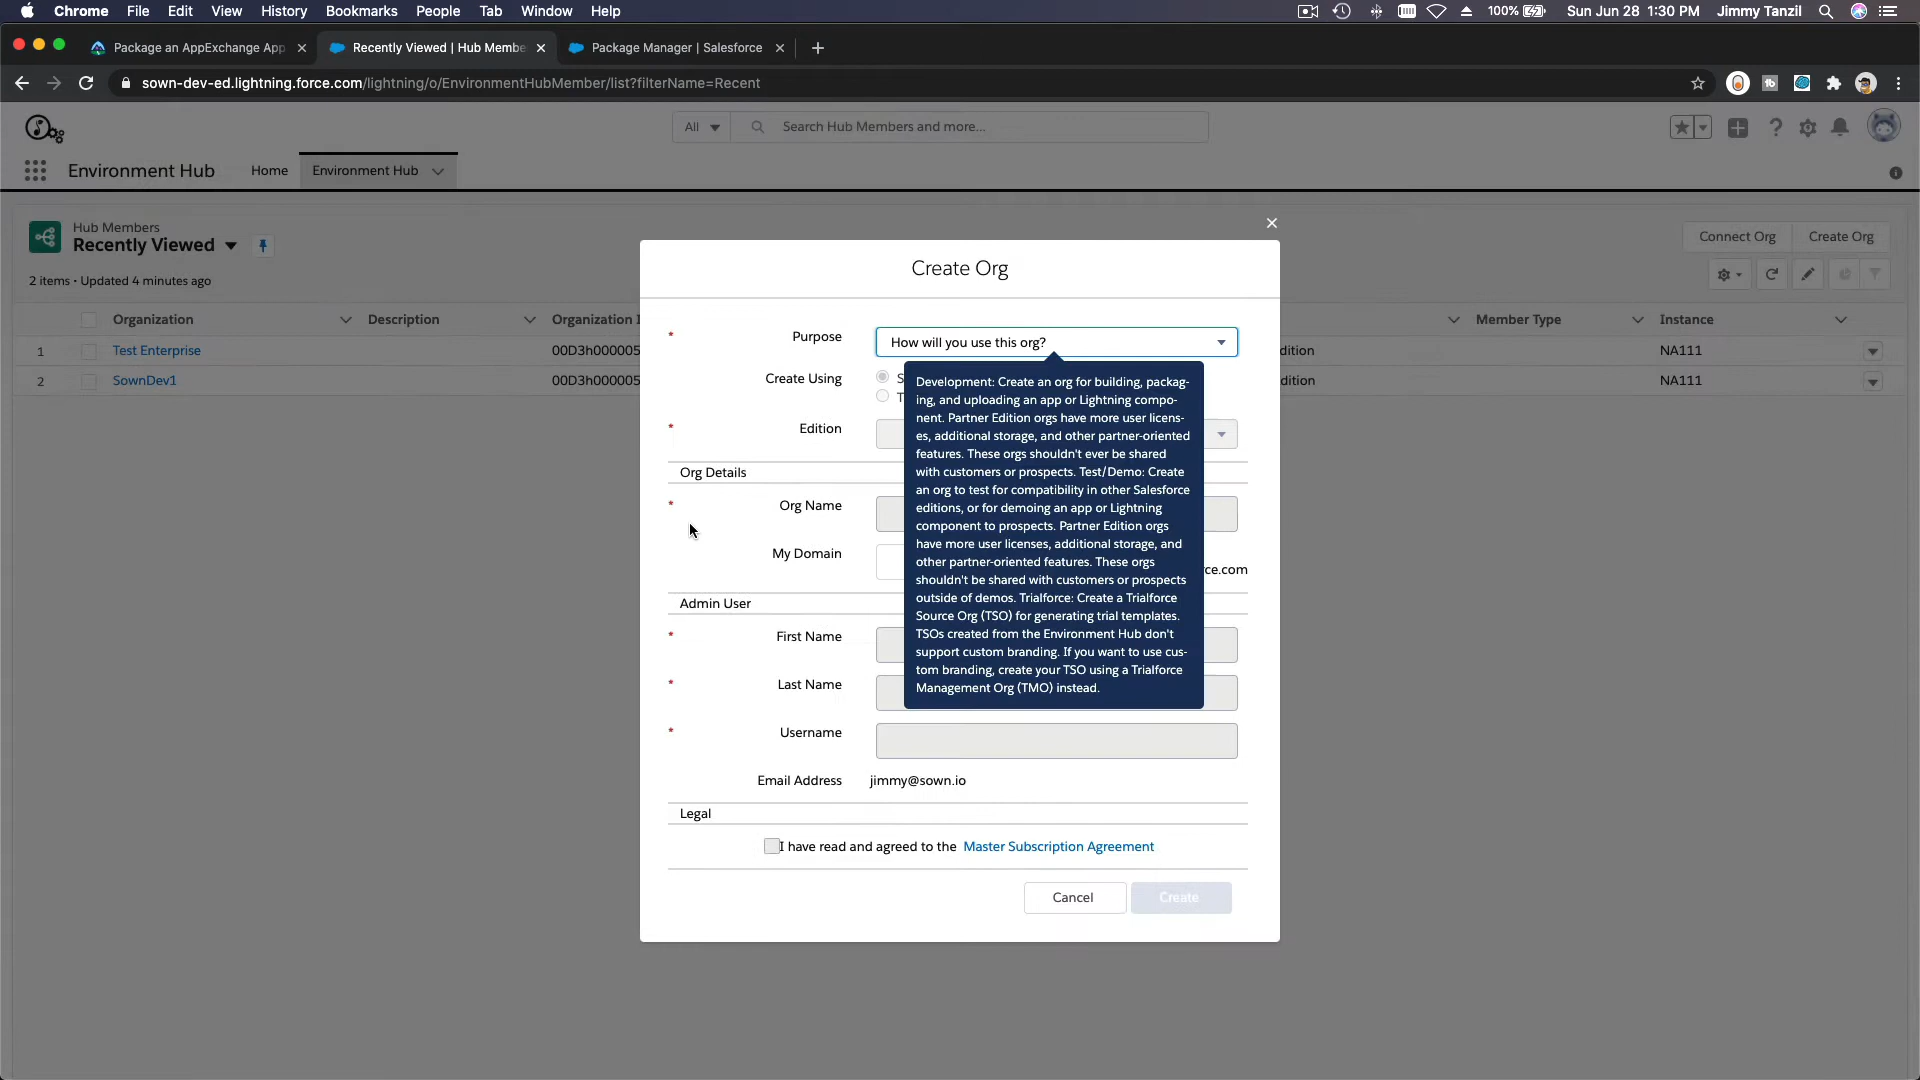 Chrome File Edit View History Bookmarks People Tab Window Help 100% Sun Jun 28 1:30 PM Jimmy Tanzil
Package an AppExchange App Recently Viewed | Hub Membe Package Manager | Salesforce
sown-dev-ed.lightning.force.com/lightning/o/EnvironmentHubMember/list?filterName=Recent
All Search Hub Members and more...
Environment Hub Home Environment Hub
Hub Members
Recently Viewed
Connect Org Create Org
2 items • Updated 4 minutes ago
Organization Description Organization I Member Type Instance
1 Test Enterprise 00D3h000005 dition NA111
2 SownDev1 00D3h000005 dition NA111
Create Org
* Purpose How will you use this org?
Create Using S
T
* Edition
Development: Create an org for building, packag-
ing, and uploading an app or Lightning compo-
nent. Partner Edition orgs have more user licens-
es, additional storage, and other partner-oriented
features. These orgs shouldn't ever be shared
with customers or prospects. Test/Demo: Create
an org to test for compatibility in other Salesforce
editions, or for demoing an app or Lightning
component to prospects. Partner Edition orgs
have more user licenses, additional storage, and
other partner-oriented features. These orgs
shouldn't be shared with customers or prospects
outside of demos. Trialforce: Create a Trialforce
Source Org (TSO) for generating trial templates.
TSOs created from the Environment Hub don't
support custom branding. If you want to use cus-
tom branding, create your TSO using a Trialforce
Management Org (TMO) instead.
Org Details
* Org Name
My Domain
rce.com
Admin User
* First Name
* Last Name
* Username
Email Address jimmy@sown.io
Legal
I have read and agreed to the Master Subscription Agreement
Cancel Create